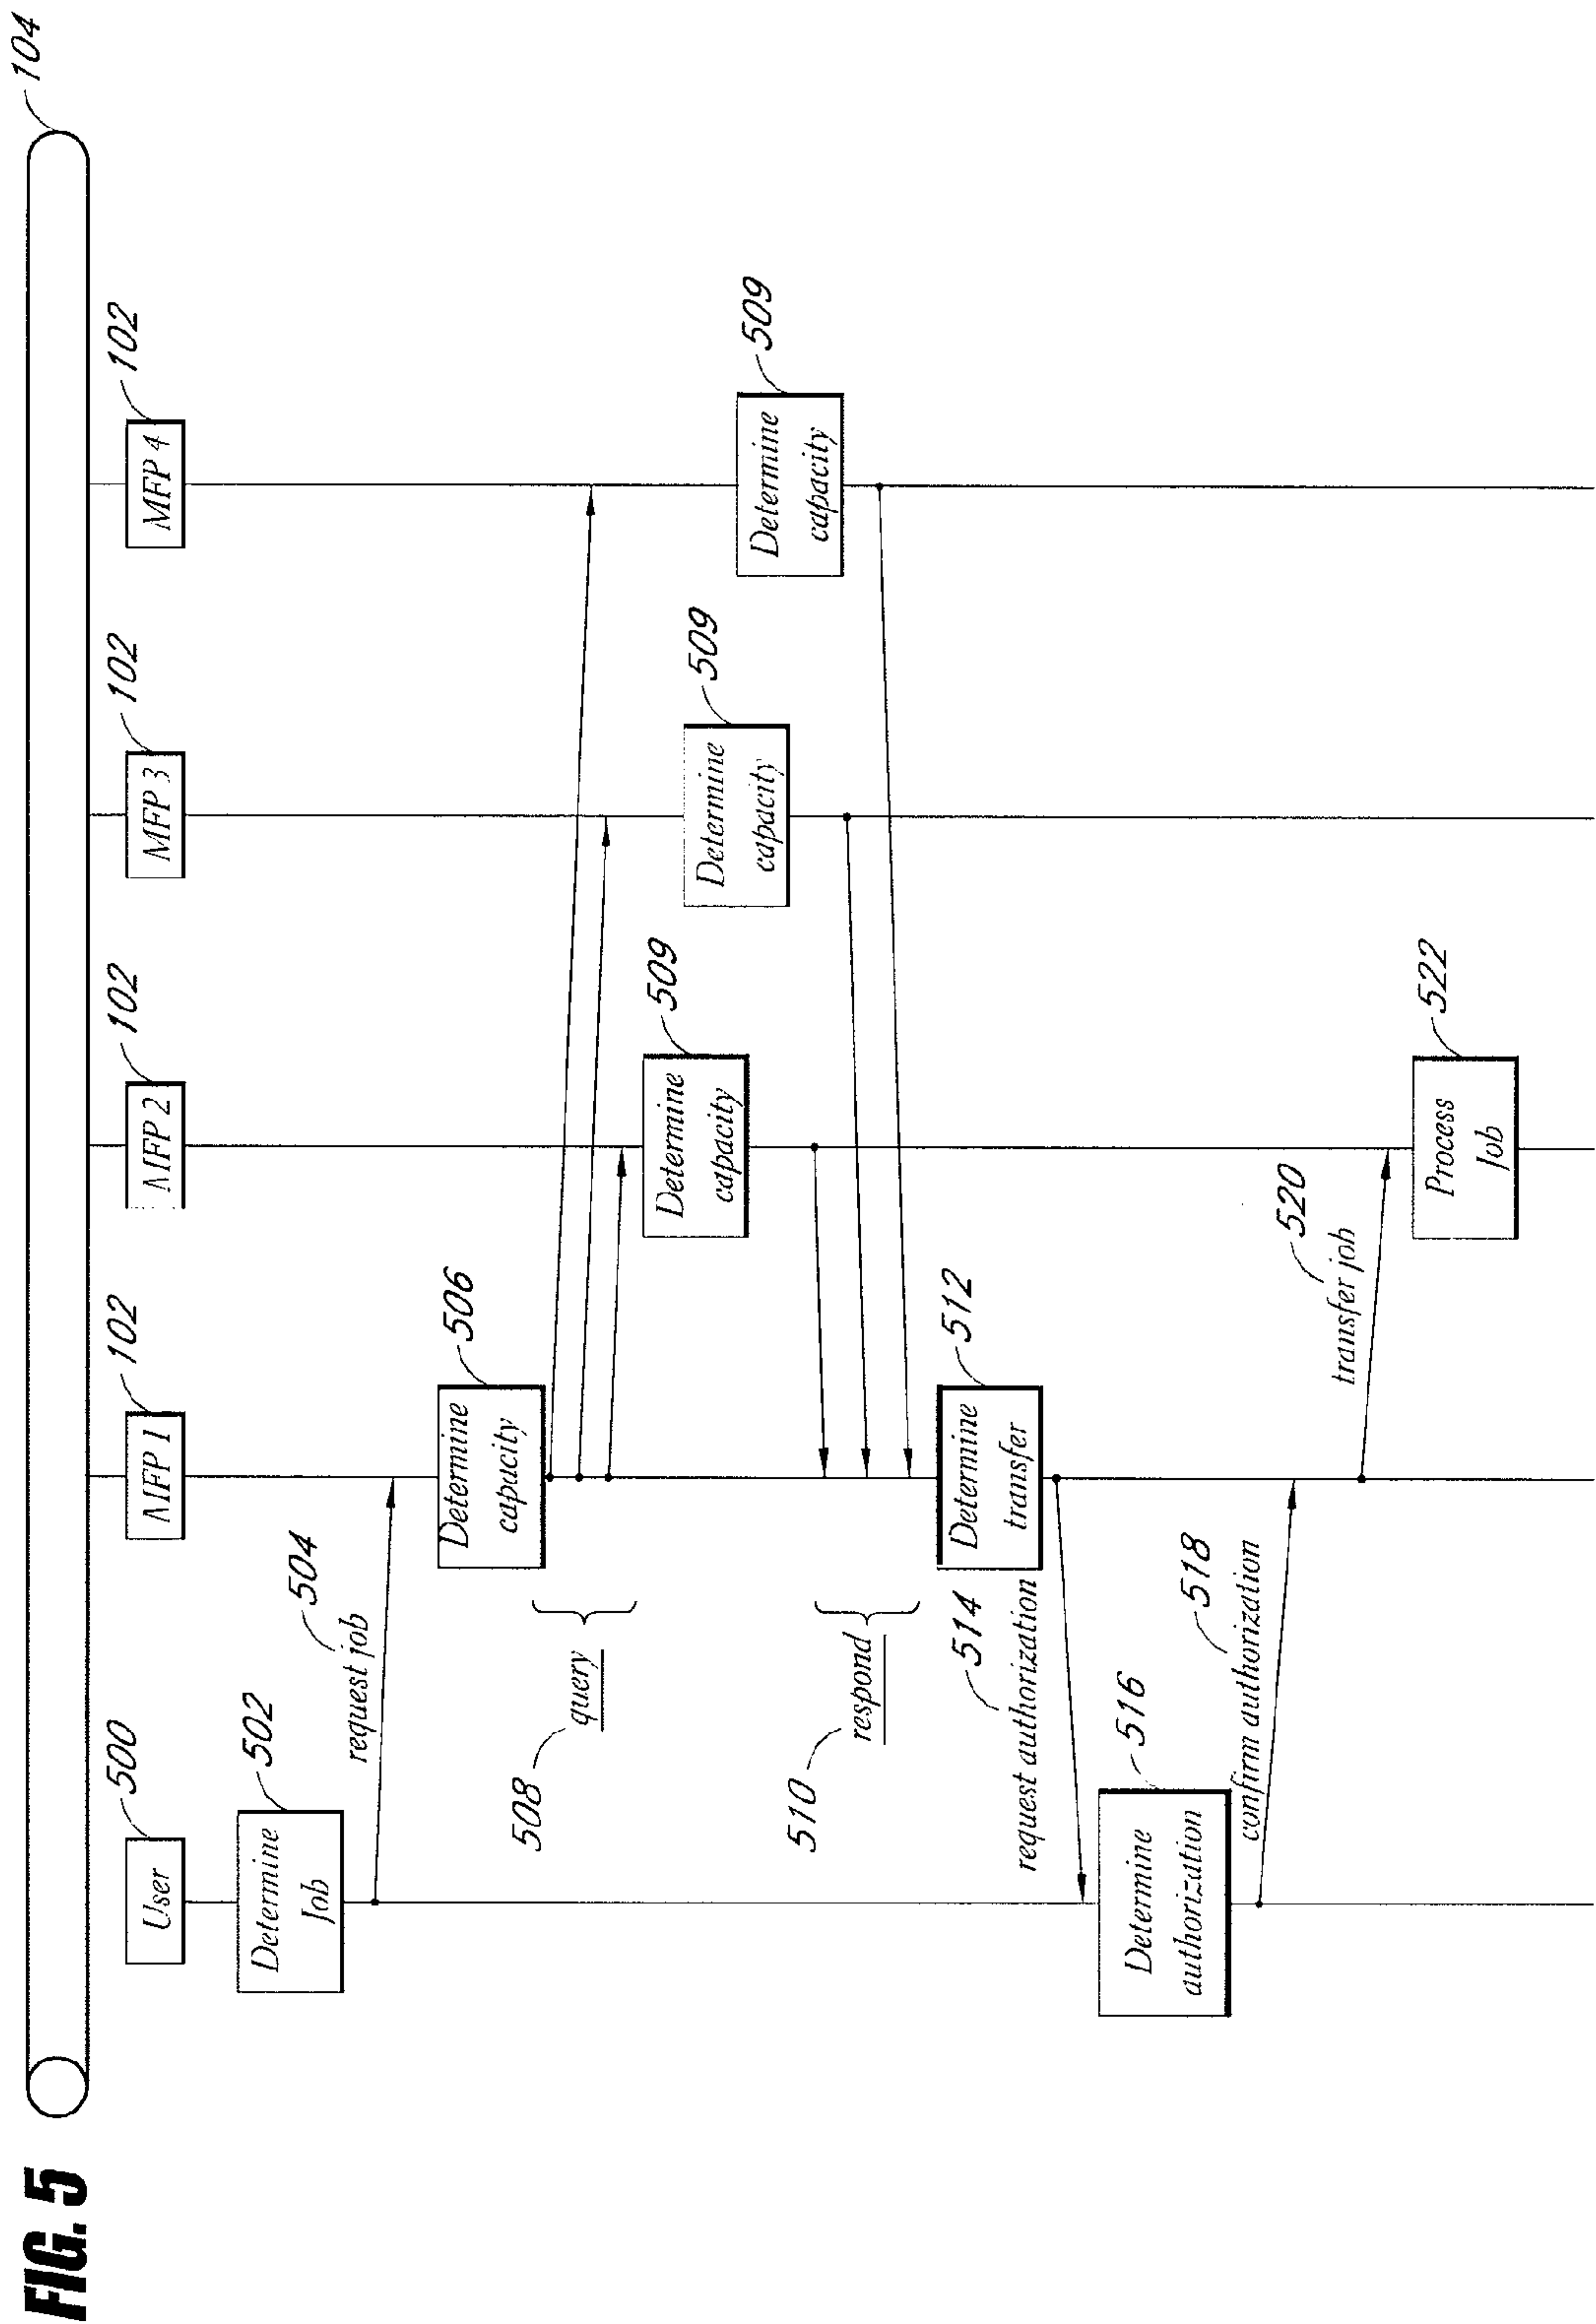 FIG. 5
104
User
500
MFP 1
102
MFP 2
102
MFP 3
102
MFP 4
102
Determine
Job
502
504
request job
Determine
capacity
506
508
query
Determine
capacity
509
Determine
capacity
509
Determine
capacity
509
510
respond
Determine
transfer
512
514
request authorization
Determine
authorization
516
518
confirm authorization
520
transfer job
Process
Job
522